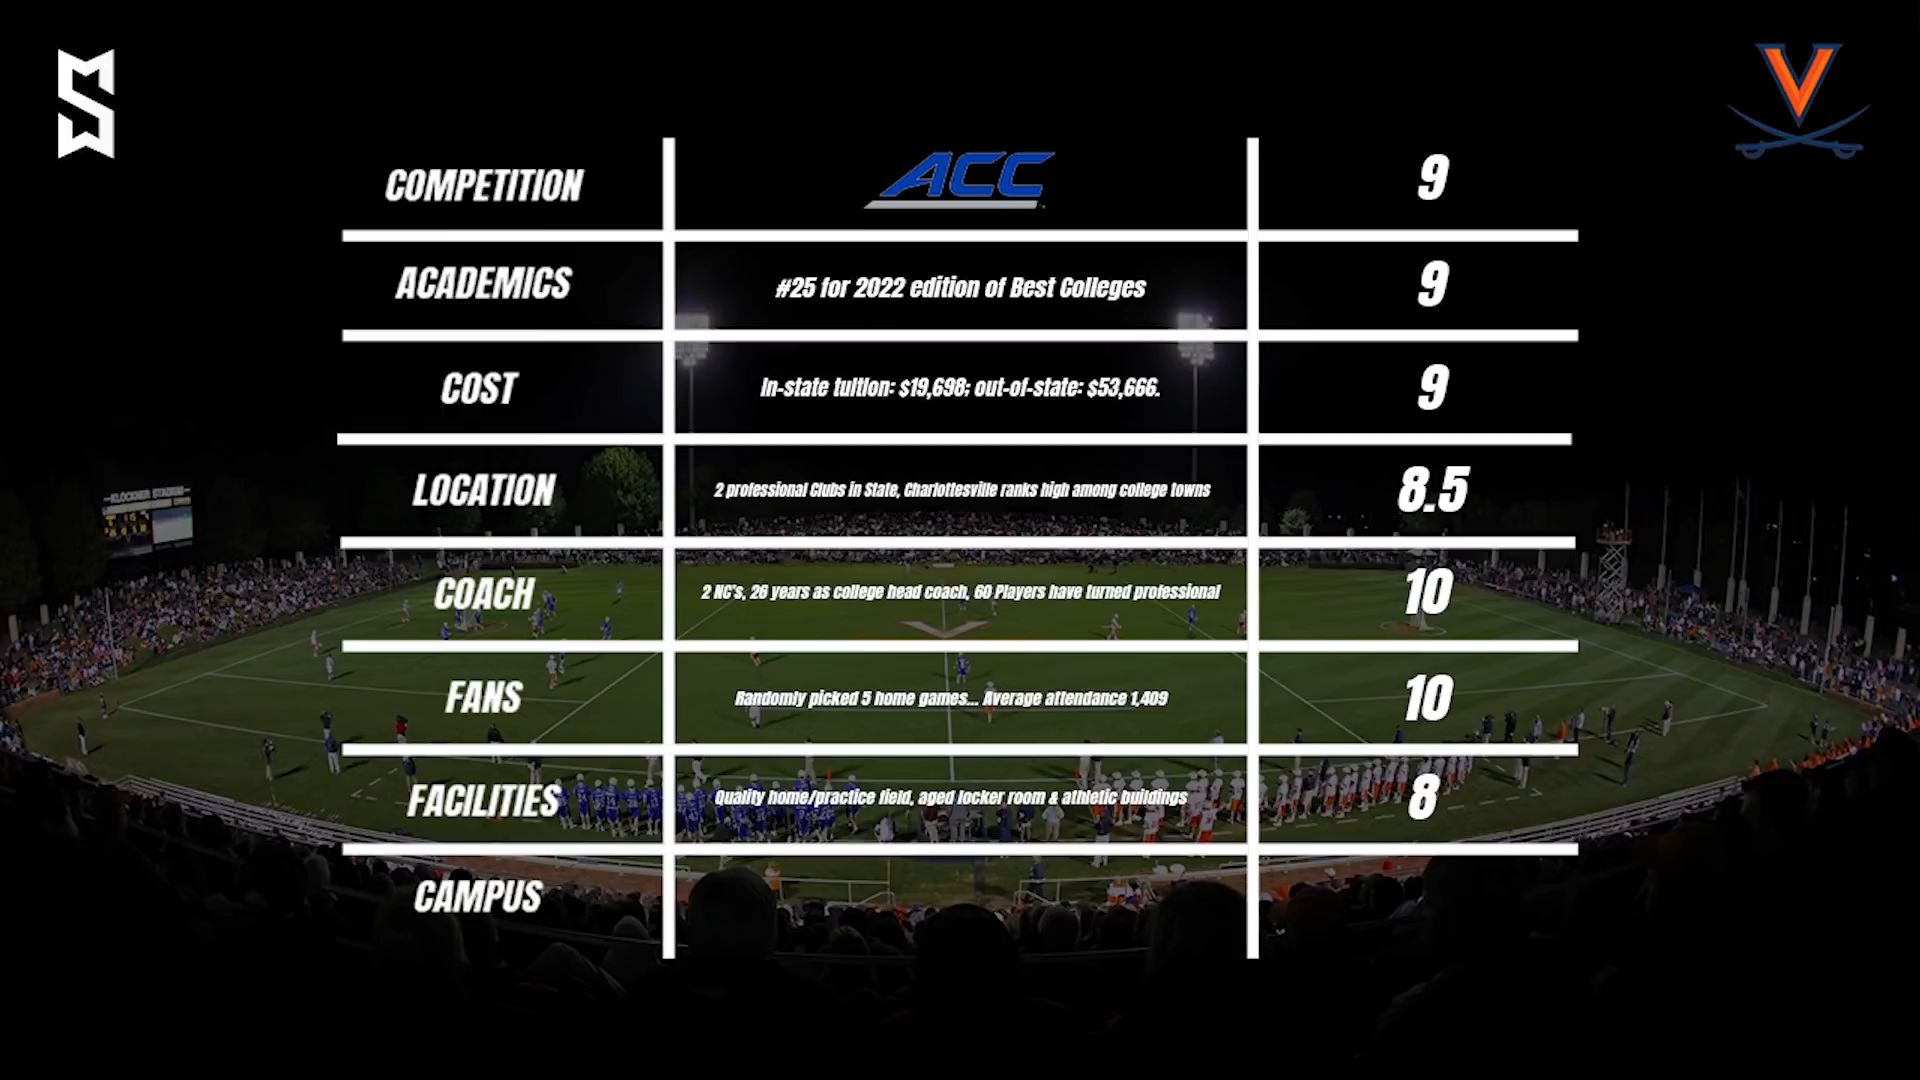 S
V
COMPETITION ACC 9
ACADEMICS #25 for 2022 edition of Best Colleges 9
COST In-state tuition: $19,698; out-of-state: $53,666. 9
LOCATION 2 professional Clubs in State, Charlottesville ranks high among college towns 8.5
COACH 2 NC's, 26 years as college head coach, 60 Players have turned professional 10
FANS Randomly picked 5 home games... Average attendance 1,409 10
FACILITIES Quality home/practice field, aged locker room & athletic buildings 8
CAMPUS
KLÖCKNER STADIUM